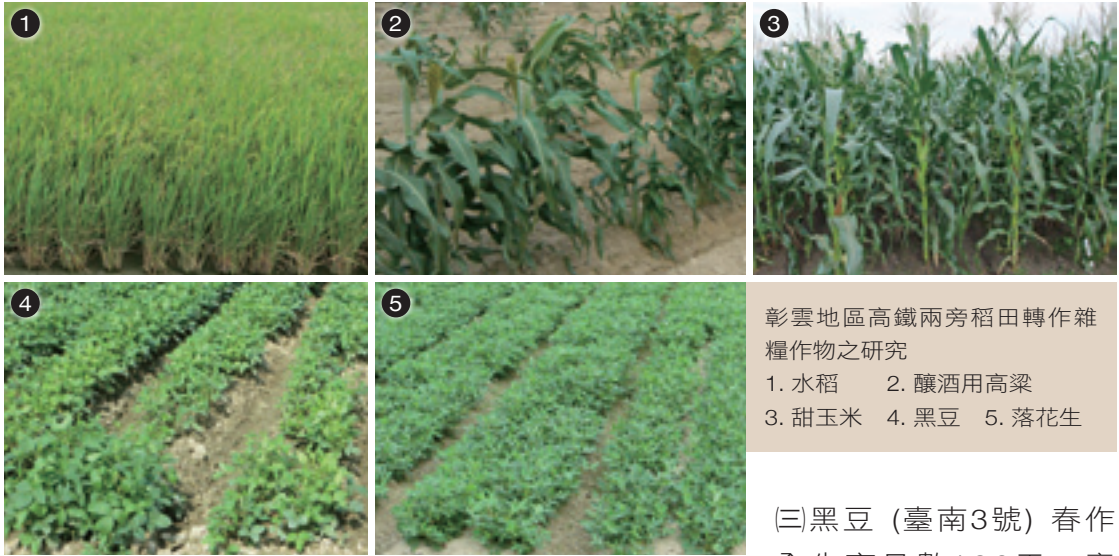 1
2
3
4
5
彰雲地區高鐵兩旁稻田轉作雜
糧作物之研究
1. 水稻 2. 釀酒用高粱
3. 甜玉米 4. 黑豆 5. 落花生
㈢黑豆 (臺南3號) 春作